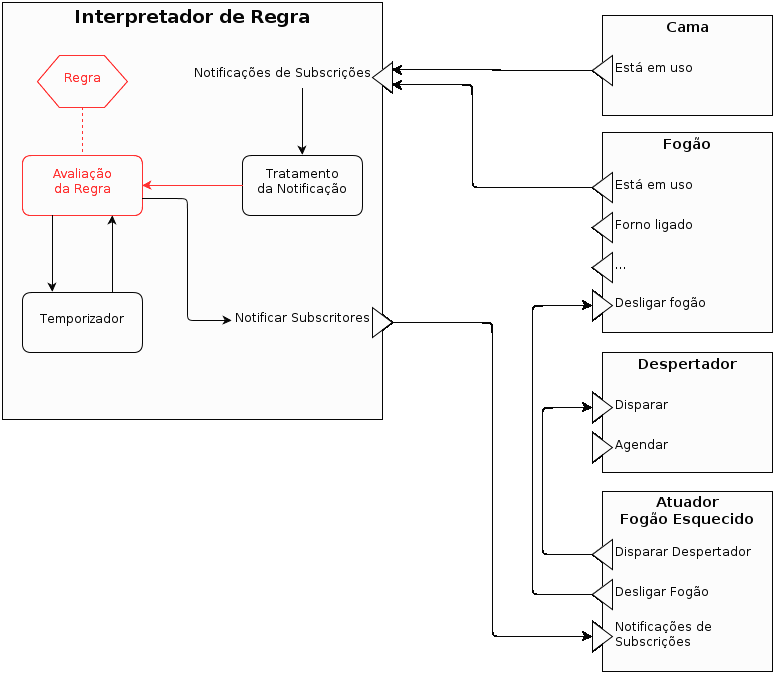 Interpretador de Regra
Regra
Notificações de Subscrições
Avaliação
da Regra
Tratamento
da Notificação
Temporizador
Notificar Subscritores
Cama
Está em uso
Fogão
Está em uso
Forno ligado
...
Desligar fogão
Despertador
Disparar
Agendar
Atuador
Fogão Esquecido
Disparar Despertador
Desligar Fogão
Notificações de
Subscrições